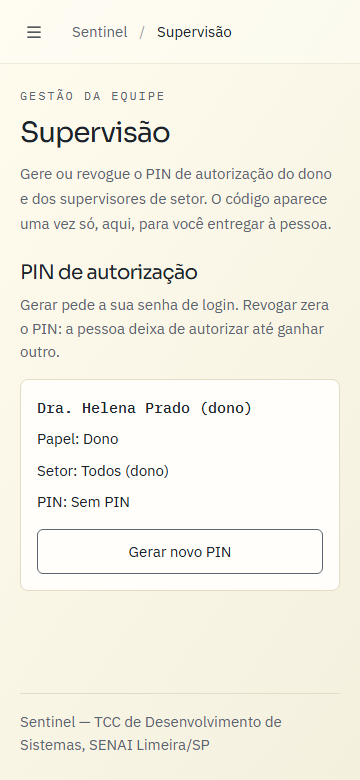 Sentinel / Supervisão
GESTÃO DA EQUIPE
Supervisão
Gere ou revogue o PIN de autorização do dono
e dos supervisores de setor. O código aparece
uma vez só, aqui, para você entregar à pessoa.
PIN de autorização
Gerar pede a sua senha de login. Revogar zera
o PIN: a pessoa deixa de autorizar até ganhar
outro.
Dra. Helena Prado (dono)
Papel: Dono
Setor: Todos (dono)
PIN: Sem PIN
Gerar novo PIN
Sentinel — TCC de Desenvolvimento de
Sistemas, SENAI Limeira/SP